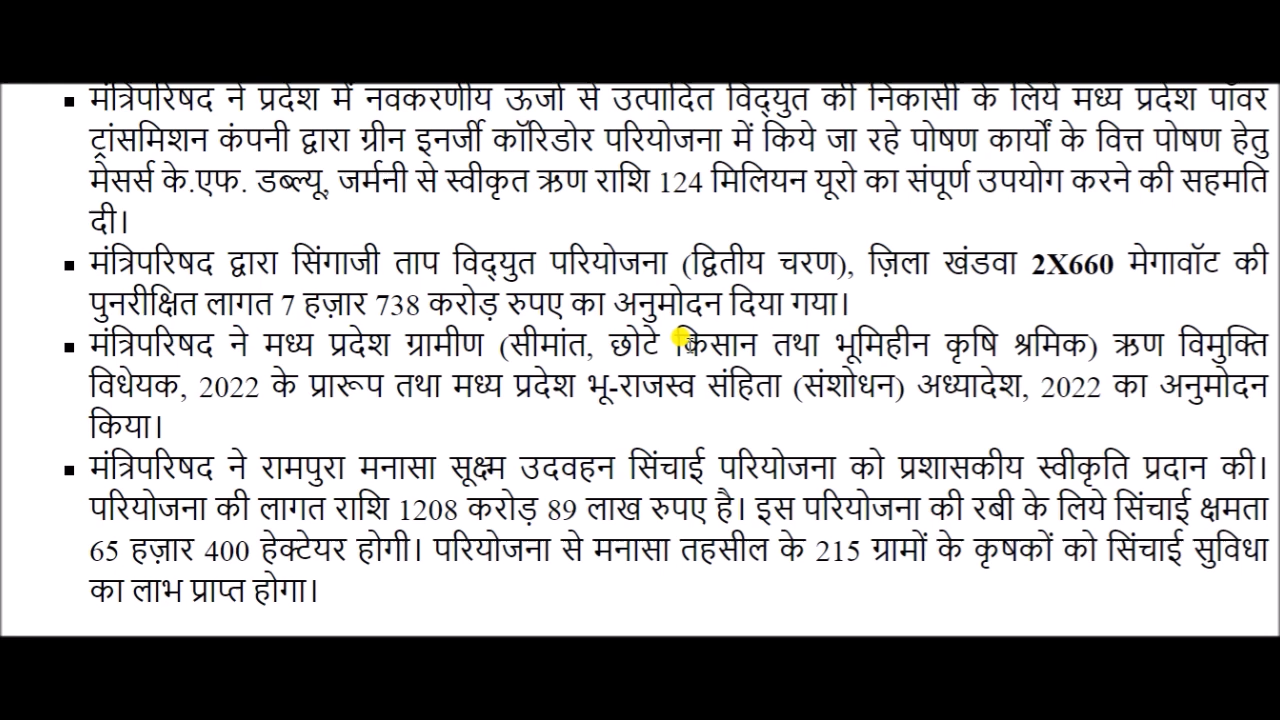 ▪ मंत्रिपरिषद ने प्रदेश में नवकरणीय ऊर्जा से उत्पादित विद्युत की निकासी के लिये मध्य प्रदेश पॉवर
ट्रांसमिशन कंपनी द्वारा ग्रीन इनर्जी कॉरिडोर परियोजना में किये जा रहे पोषण कार्यों के वित्त पोषण हेतु
मेसर्स के.एफ. डब्ल्यू, जर्मनी से स्वीकृत ऋण राशि 124 मिलियन यूरो का संपूर्ण उपयोग करने की सहमति
दी।
▪ मंत्रिपरिषद द्वारा सिंगाजी ताप विद्युत परियोजना (द्वितीय चरण), ज़िला खंडवा 2X660 मेगावॉट की
पुनरीक्षित लागत 7 हज़ार 738 करोड़ रुपए का अनुमोदन दिया गया।
▪ मंत्रिपरिषद ने मध्य प्रदेश ग्रामीण (सीमांत, छोटे किसान तथा भूमिहीन कृषि श्रमिक) ऋण विमुक्ति
विधेयक, 2022 के प्रारूप तथा मध्य प्रदेश भू-राजस्व संहिता (संशोधन) अध्यादेश, 2022 का अनुमोदन
किया।
▪ मंत्रिपरिषद ने रामपुरा मनासा सूक्ष्म उदवहन सिंचाई परियोजना को प्रशासकीय स्वीकृति प्रदान की।
परियोजना की लागत राशि 1208 करोड़ 89 लाख रुपए है। इस परियोजना की रबी के लिये सिंचाई क्षमता
65 हज़ार 400 हेक्टेयर होगी। परियोजना से मनासा तहसील के 215 ग्रामों के कृषकों को सिंचाई सुविधा
का लाभ प्राप्त होगा।